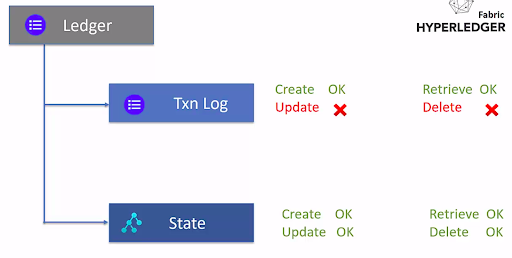 Ledger
Fabric
HYPERLEDGER
Txn Log
Create OK
Retrieve OK
Update ❌
Delete ❌
State
Create OK
Retrieve OK
Update OK
Delete OK